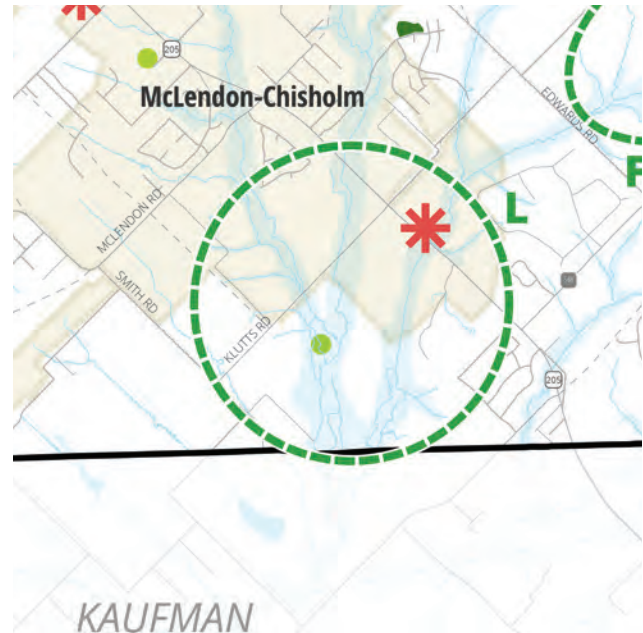 205
McLendon-Chisholm
EDWARDS RD
F
MCLENDON RD
L
SMITH RD
KLUTTS RD
205
KAUFMAN